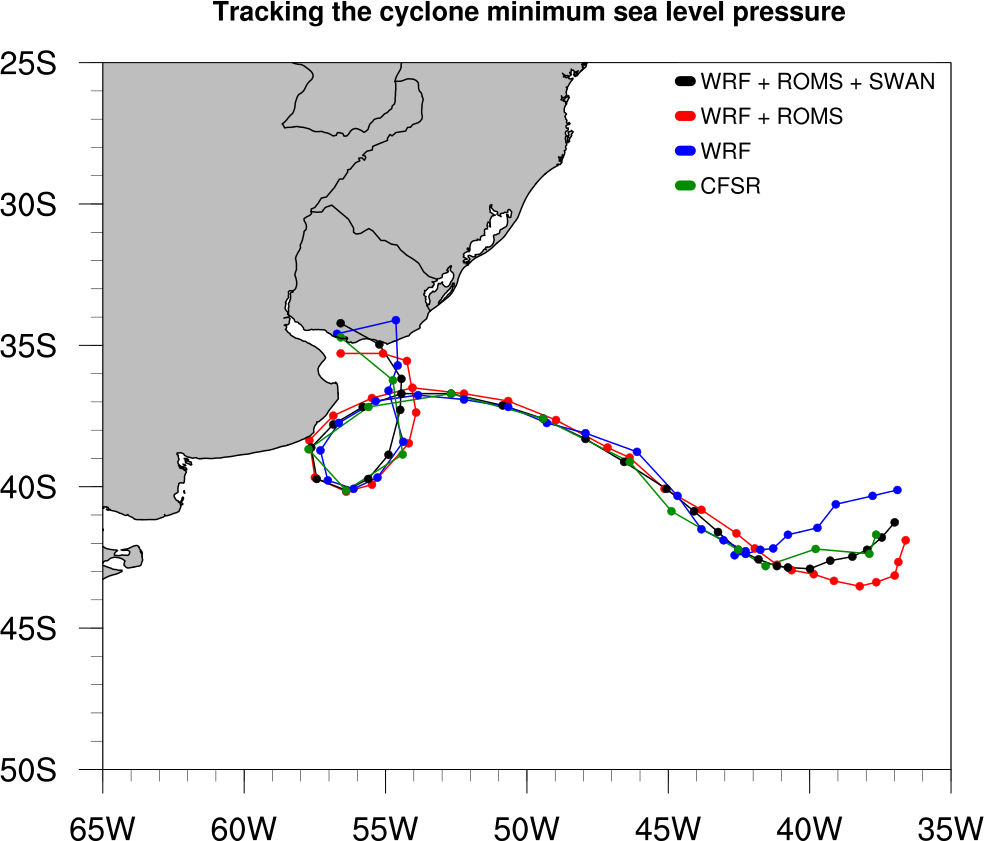 Tracking the cyclone minimum sea level pressure
25S
WRF + ROMS + SWAN
WRF + ROMS
WRF
CFSR
30S
35S
40S
45S
50S
65W 60W 55W 50W 45W 40W 35W